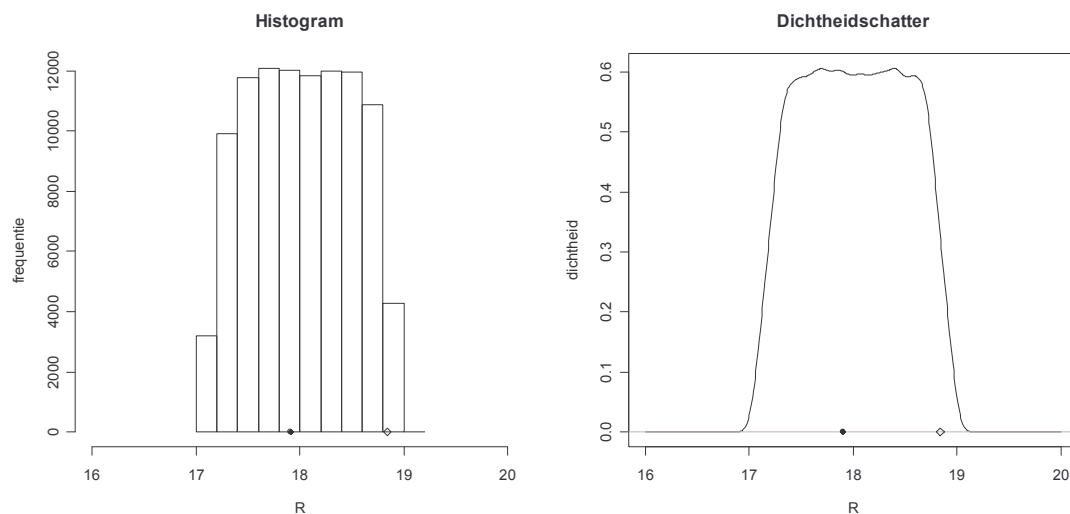 Histogram
frequentie
0 2000 4000 6000 8000 10000 12000
16 17 18 19 20
R
Dichtheidschatter
dichtheid
0.0 0.1 0.2 0.3 0.4 0.5 0.6
16 17 18 19 20
R